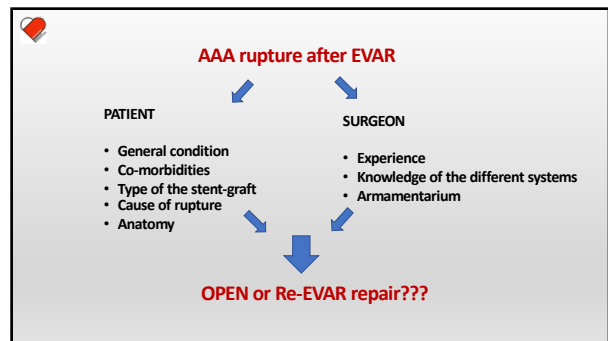 AAA rupture after EVAR
PATIENT
• General condition
• Co-morbidities
• Type of the stent-graft
• Cause of rupture
• Anatomy
SURGEON
• Experience
• Knowledge of the different systems
• Armamentarium
OPEN or Re-EVAR repair???